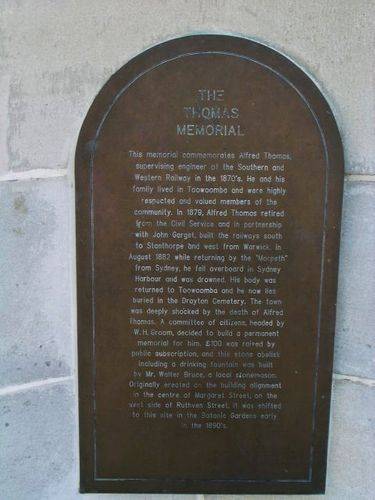 THE
THOMAS
MEMORIAL
This memorial commemorates Alfred Thomas,
supervising engineer of the Southern and
Western Railway in the 1870's. He and his
family lived in Toowoomba and were highly
respected and valued members of the
community. In 1879, Alfred Thomas retired
from the Civil Service and in partnership
with John Garget, built the railways south
to Stanthorpe and west from Warwick. In
August 1882 while returning by the "Morpeth"
from Sydney, he fell overboard in Sydney
Harbour and was drowned. His body was
returned to Toowoomba and he now lies
buried in the Drayton Cemetery. The town
was deeply shocked by the death of Alfred
Thomas. A committee of citizens, headed by
W.H. Groom, decided to build a permanent
memorial for him. £100 was raised by
public subscription, and this stone obelisk
including a drinking fountain was built
by Mr. Walter Bruce, a local stonemason.
Originally erected on the building alignment
in the centre of Margaret Street, on the
west side of Ruthven Street, it was shifted
to this site in the Botanic Gardens early
in the 1890's.